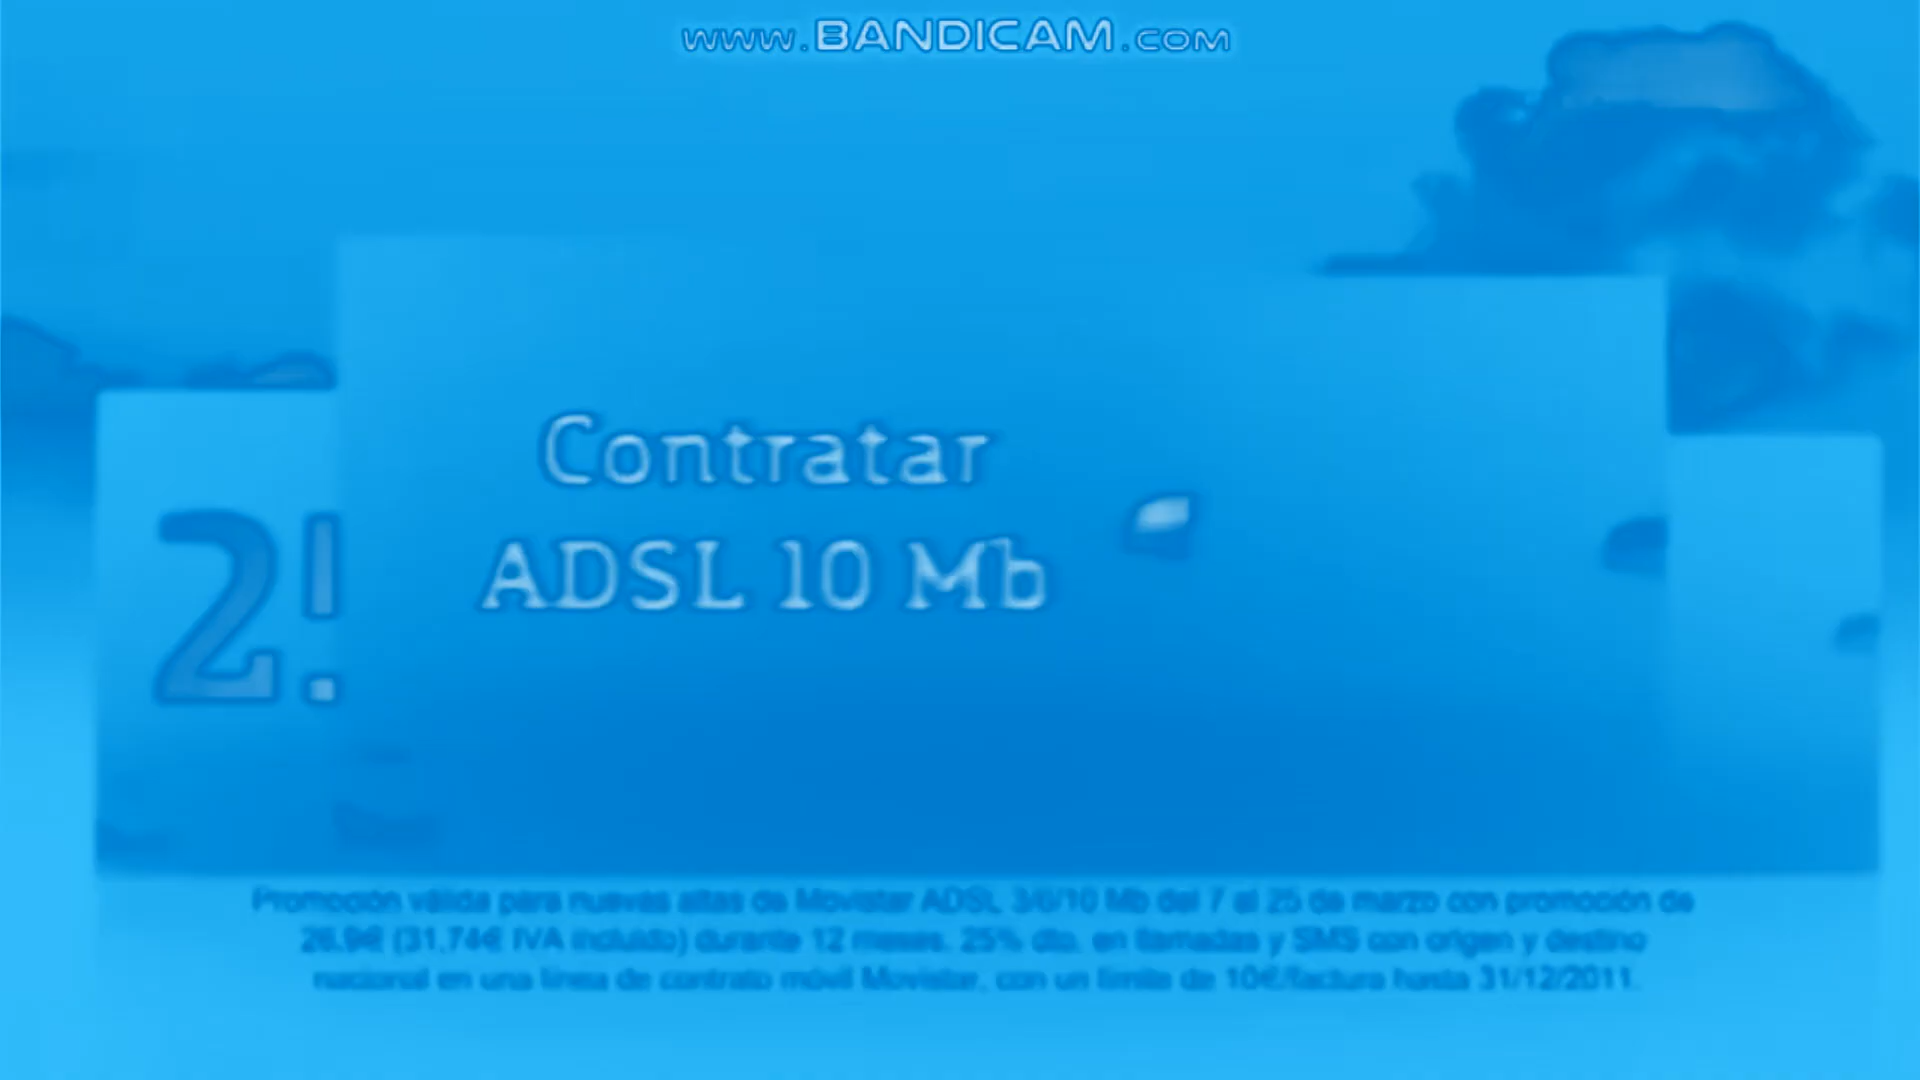 www.BANDICAM.com
Contratar
ADSL 10 Mb
2!
Promoción válida para nuevas altas de Movistar ADSL 3/6/10 Mb del 7 al 25 de marzo con promoción de
26,9€ (31,74€ IVA incluido) durante 12 meses. 25% dto. en llamadas y SMS con origen y destino
nacional en una línea de contrato móvil Movistar, con un límite de 10€/factura hasta 31/12/2011.